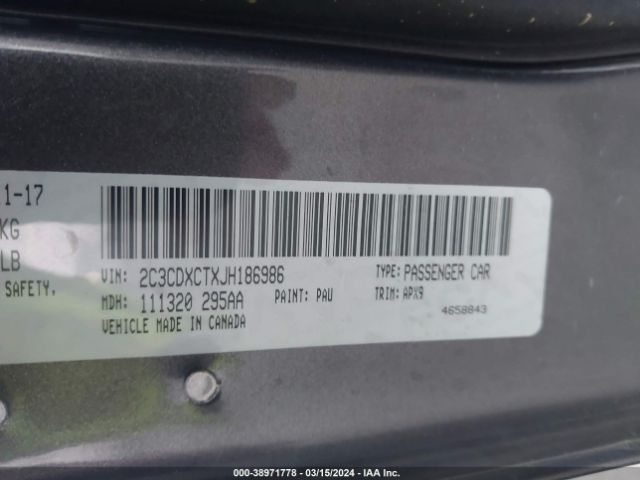 1-17
KG
LB
SAFETY,
VIN: 2C3CDXCTXJH186986 TYPE: PASSENGER CAR
MDH: 111320 295AA PAINT: PAU TRIM: APX9
VEHICLE MADE IN CANADA 4658843
000-38971778 - 03/15/2024 - IAA Inc.